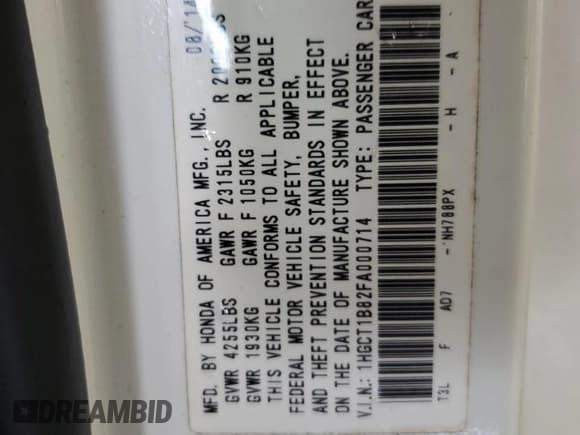 MFD. BY HONDA OF AMERICA MFG., INC. 08/'14
GVWR 4255LBS GAWR F 2315LBS R
GVWR 1930KG GAWR F 1050KG R 910KG
THIS VEHICLE CONFORMS TO ALL APPLICABLE
FEDERAL MOTOR VEHICLE SAFETY, BUMPER,
AND THEFT PREVENTION STANDARDS IN EFFECT
ON THE DATE OF MANUFACTURE SHOWN ABOVE.
V.I.N.: 1HGCT1B82FA000714 TYPE: PASSENGER CAR
T3L F A07 - NH788PX - H - A
DREAMBID